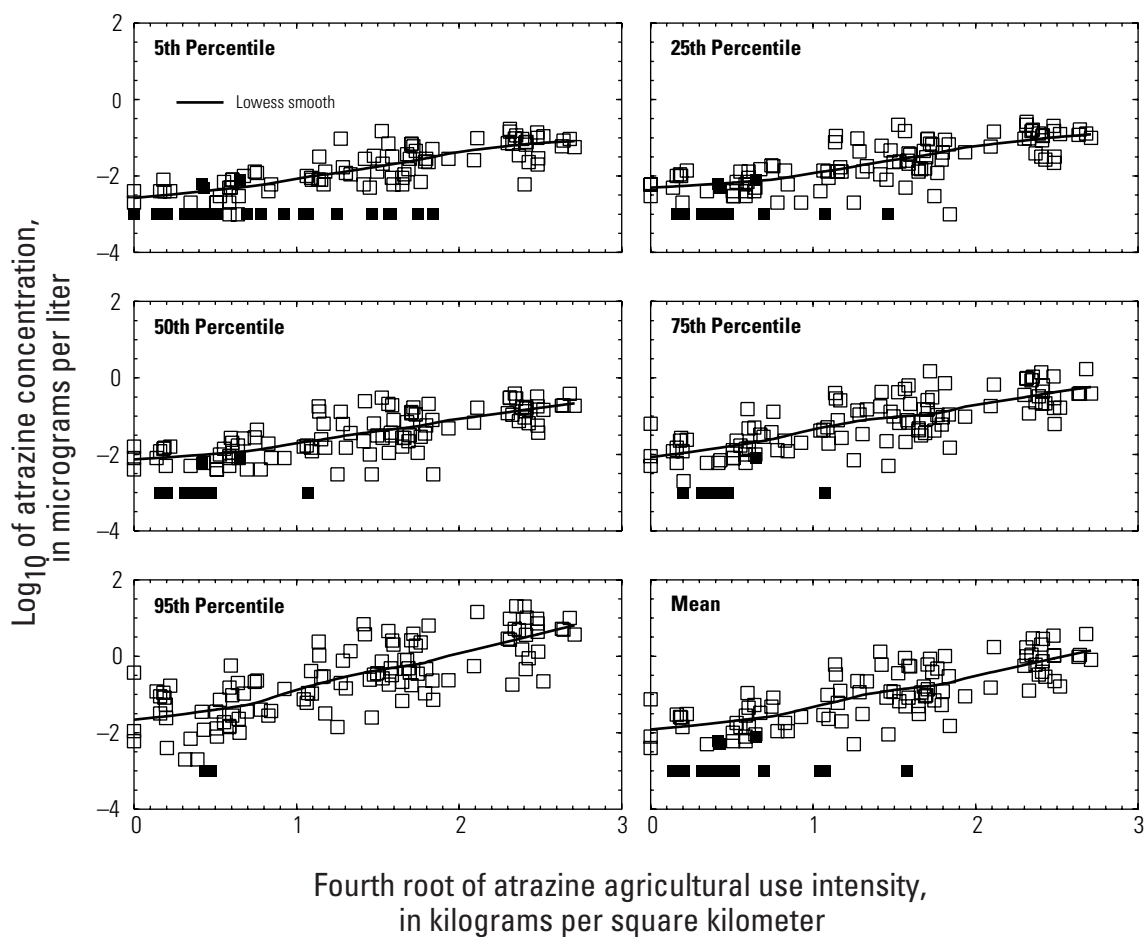 2
5th Percentile
25th Percentile
0
Lowess smooth
−2
−4
2
50th Percentile
75th Percentile
0
−2
−4
2
95th Percentile
Mean
0
−2
−4
0 1 2 3 0 1 2 3
Log10 of atrazine concentration,
in micrograms per liter
Fourth root of atrazine agricultural use intensity,
in kilograms per square kilometer